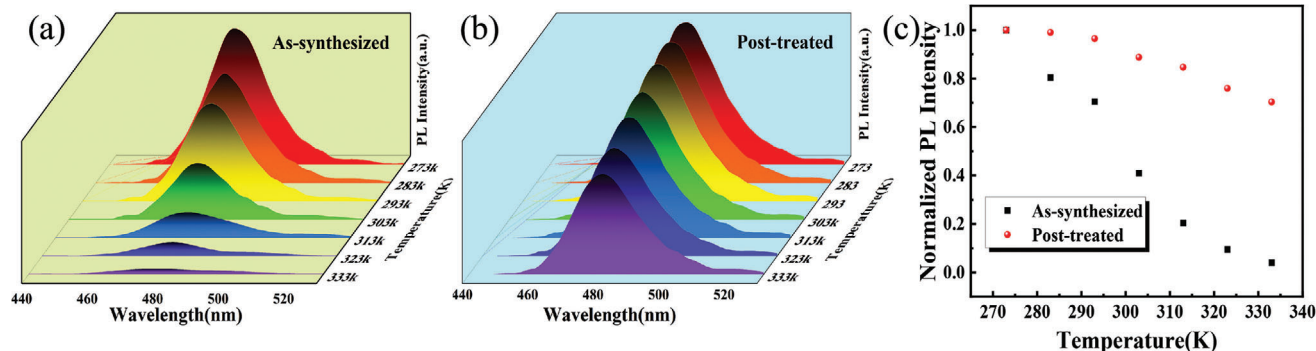 (a)
As-synthesized
PL Intensity(a.u.)
273k
283k
293k
303k
313k
323k
333k
Temperature(K)
440
460
480
500
520
Wavelength(nm)
(b)
Post-treated
PL Intensity(a.u.)
273
283
293
303k
313k
323k
333k
Temperature(K)
440
460
480
500
520
Wavelength(nm)
(c)
Normalized PL Intensity
1.0
0.8
0.6
0.4
0.2
0.0
As-synthesized
Post-treated
270 280 290 300 310 320 330 340
Temperature(K)